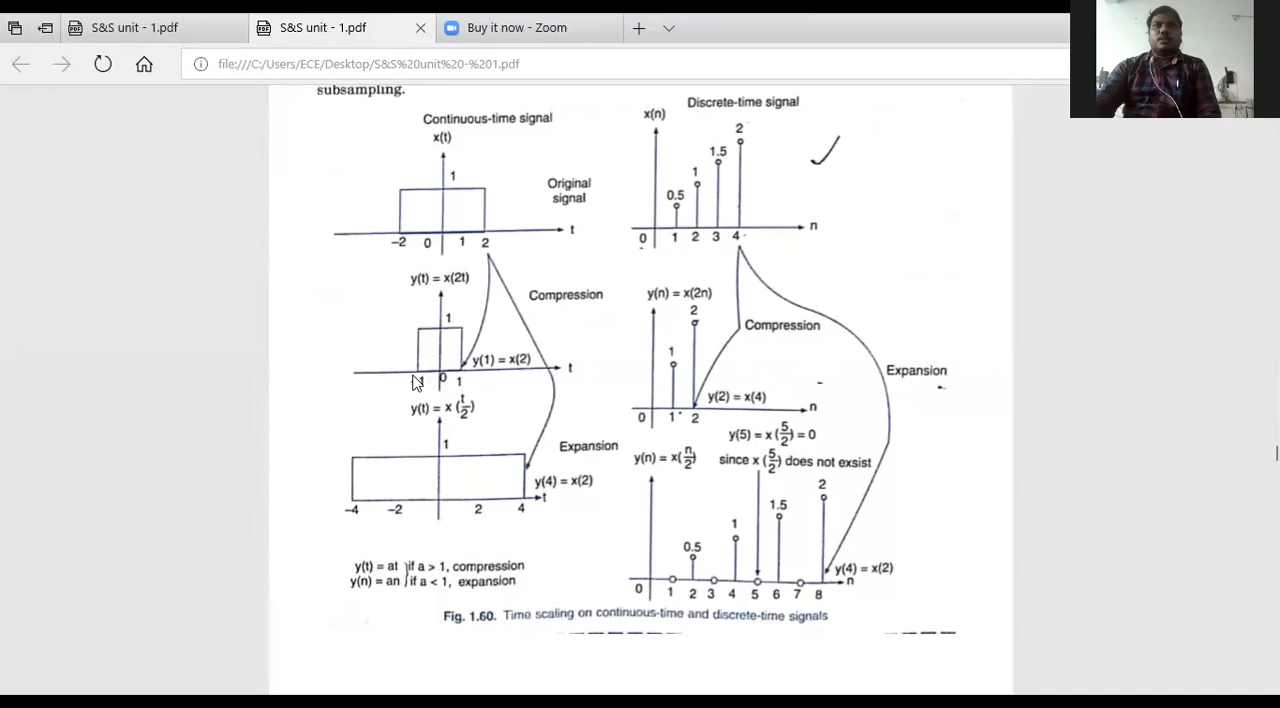 S&S unit - 1.pdf
S&S unit - 1.pdf
Buy it now - Zoom
file:///C:/Users/ECE/Desktop/S&S%20unit%20-%201.pdf
subsampling.
Continuous-time signal
x(t)
1
Original
signal
-2 0 1 2 t
y(t) = x(2t)
1
Compression
y(1) = x(2)
-1 0 1 t
y(t) = x (t/2)
1
Expansion
y(4) = x(2)
-4 -2 2 4 t
y(t) = at } if a > 1, compression
y(n) = an } if a < 1, expansion
Discrete-time signal
x(n)
0.5 1 1.5 2
0 1 2 3 4 n
y(n) = x(2n)
1 2
Compression
Expansion
y(2) = x(4)
0 1 2 n
y(5) = x (5/2) = 0
y(n) = x(n/2)
since x (5/2) does not exsist
0.5 1 1.5 2
y(4) = x(2)
0 1 2 3 4 5 6 7 8 n
Fig. 1.60. Time scaling on continuous-time and discrete-time signals